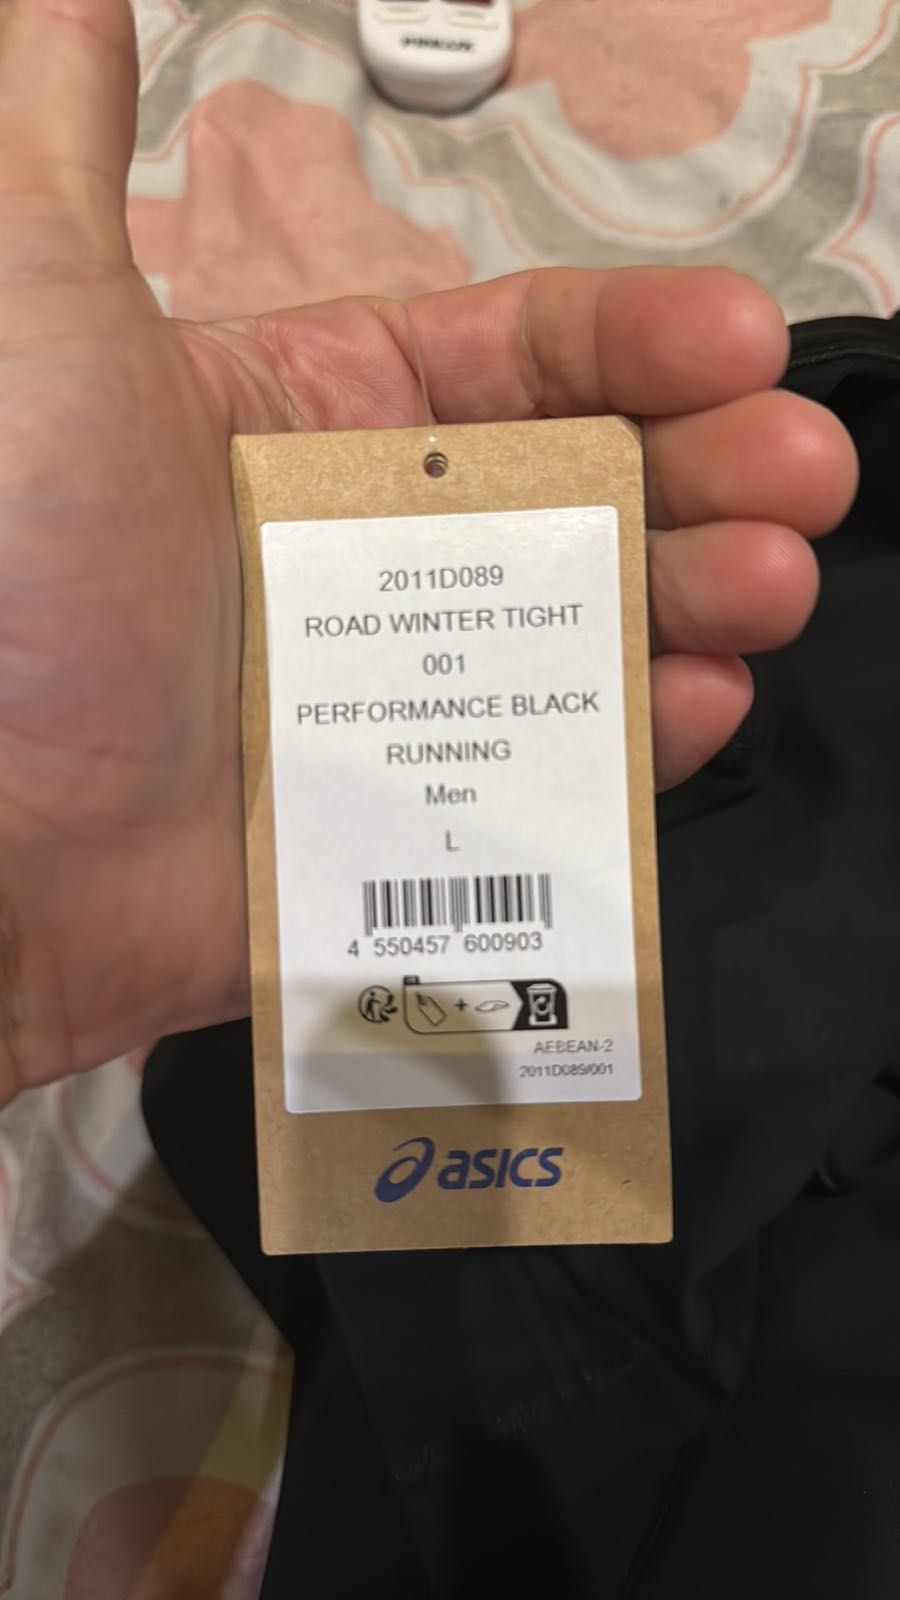 2011D089
ROAD WINTER TIGHT
001
PERFORMANCE BLACK
RUNNING
Men
L
4 550457 600903
AEBEAN-2
2011D089/001
asics